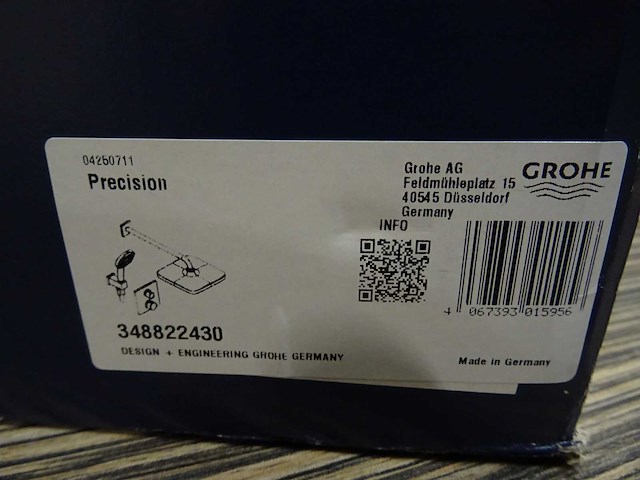 04250711
Precision
Grohe AG
Feldmühleplatz 15
40545 Düsseldorf
Germany
GROHE
INFO
4 067393 015956
348822430
DESIGN + ENGINEERING GROHE GERMANY
Made in Germany